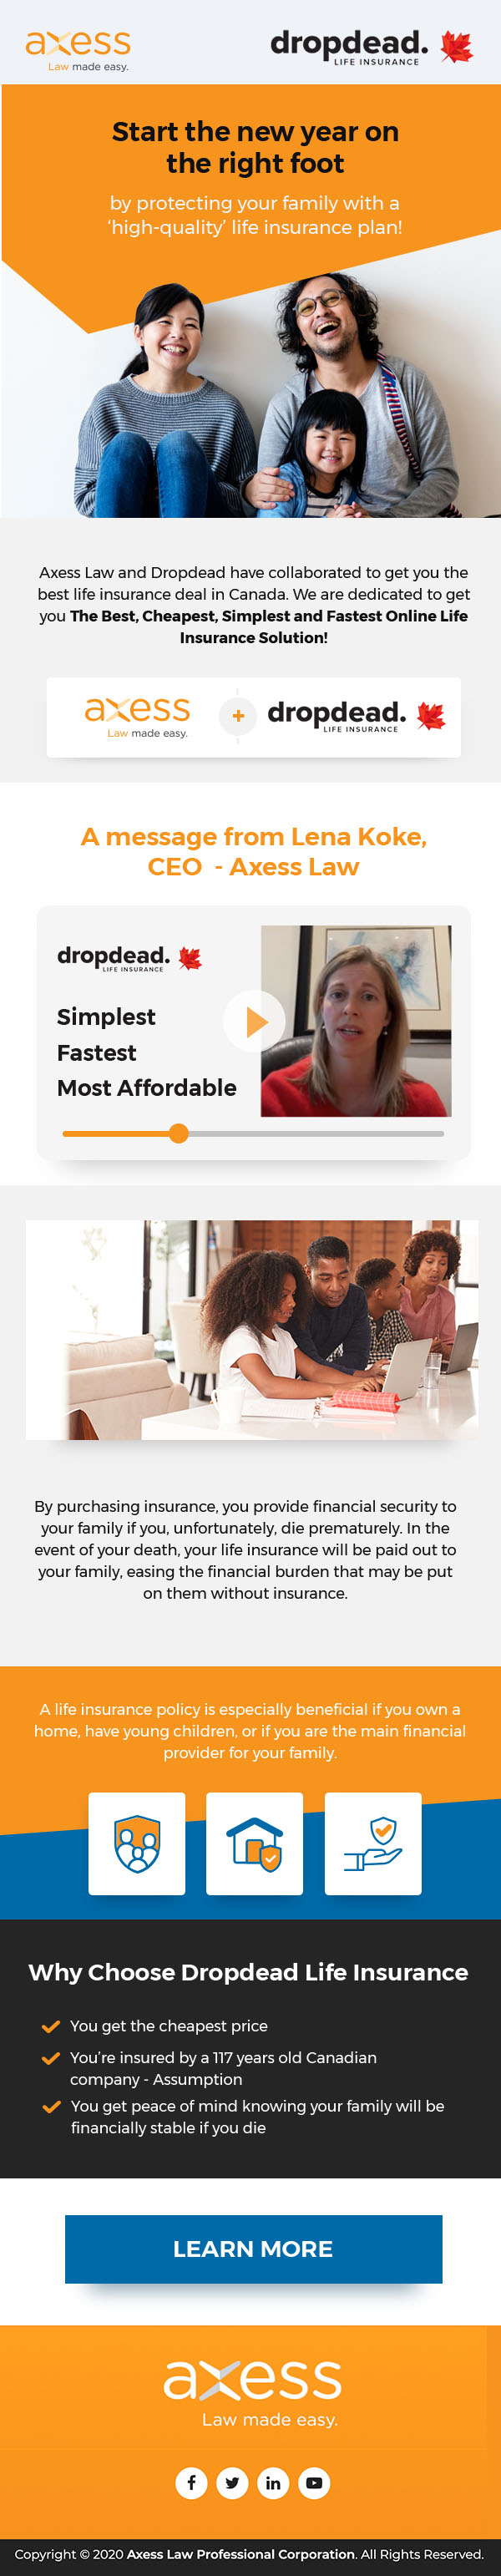 axess
Law made easy.
dropdead.
LIFE INSURANCE
Start the new year on
the right foot
by protecting your family with a
‘high-quality’ life insurance plan!
Axess Law and Dropdead have collaborated to get you the
best life insurance deal in Canada. We are dedicated to get
you The Best, Cheapest, Simplest and Fastest Online Life
Insurance Solution!
axess
Law made easy.
+
dropdead.
LIFE INSURANCE
A message from Lena Koke,
CEO - Axess Law
dropdead.
LIFE INSURANCE
Simplest
Fastest
Most Affordable
By purchasing insurance, you provide financial security to
your family if you, unfortunately, die prematurely. In the
event of your death, your life insurance will be paid out to
your family, easing the financial burden that may be put
on them without insurance.
A life insurance policy is especially beneficial if you own a
home, have young children, or if you are the main financial
provider for your family.
Why Choose Dropdead Life Insurance
You get the cheapest price
You’re insured by a 117 years old Canadian
company - Assumption
You get peace of mind knowing your family will be
financially stable if you die
LEARN MORE
axess
Law made easy.
Copyright © 2020 Axess Law Professional Corporation. All Rights Reserved.